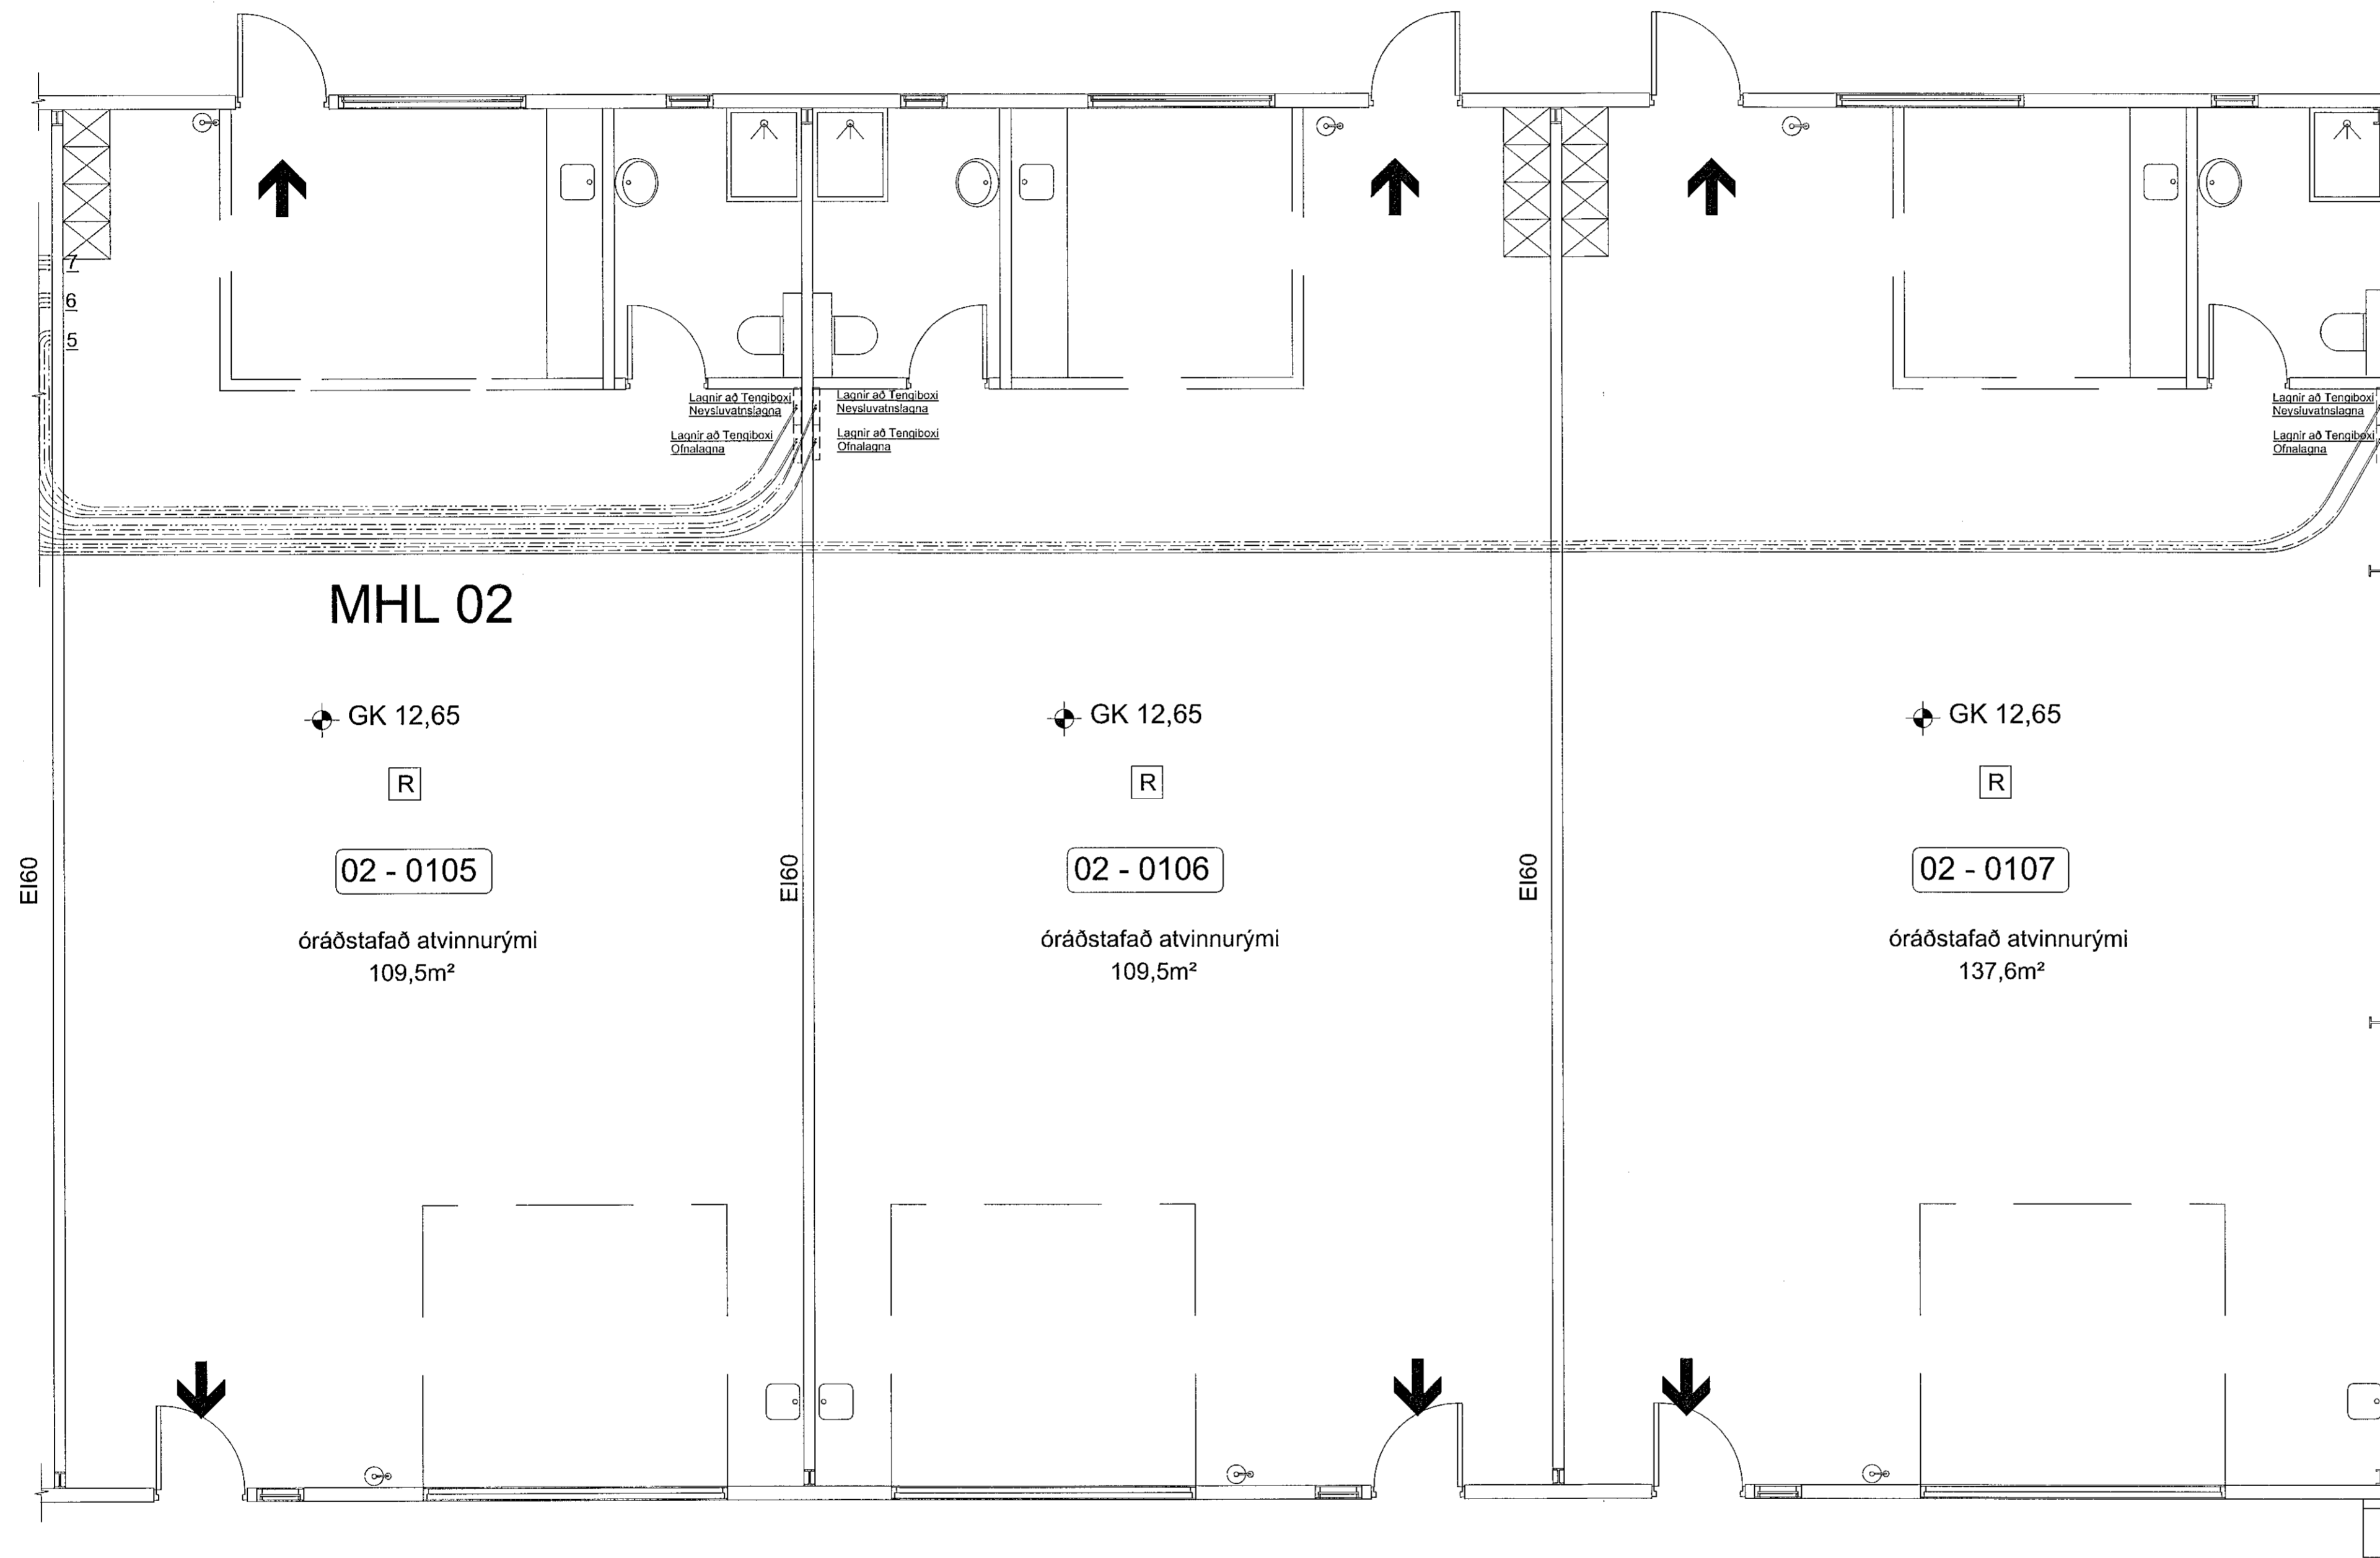 7
6
5
Lagnir að Tengiboxi
Neysluvatnslagna
Lagnir að Tengiboxi
Ofnalagna
Lagnir að Tengiboxi
Neysluvatnslagna
Lagnir að Tengiboxi
Ofnalagna
Lagnir að Tengiboxi
Neysluvatnslagna
Lagnir að Tengiboxi
Ofnalagna
MHL 02
GK 12,65
R
02 - 0105
óráðstafað atvinnurými
109,5m²
GK 12,65
R
02 - 0106
óráðstafað atvinnurými
109,5m²
GK 12,65
R
02 - 0107
óráðstafað atvinnurými
137,6m²
EI60
EI60
EI60